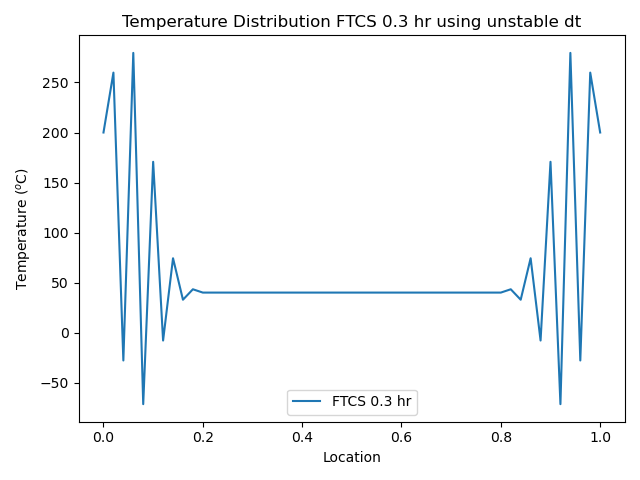 Temperature Distribution FTCS 0.3 hr using unstable dt
Temperature (°C)
250
200
150
100
50
0
−50
FTCS 0.3 hr
0.0 0.2 0.4 0.6 0.8 1.0
Location